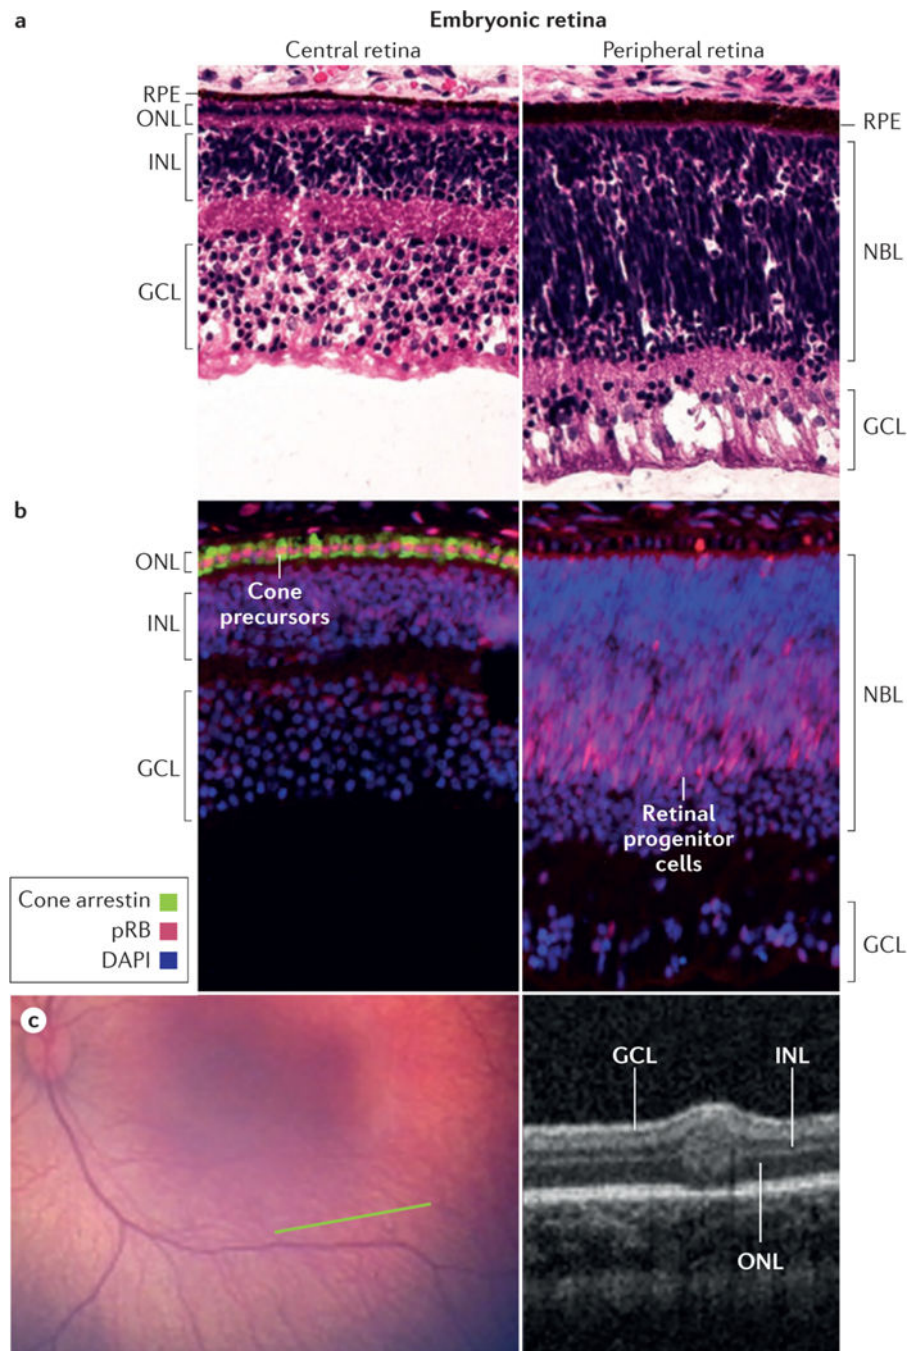 a
Embryonic retina
Central retina
Peripheral retina
RPE
ONL
INL
GCL
RPE
NBL
GCL
b
ONL
INL
GCL
Cone
precursors
NBL
Retinal
progenitor
cells
GCL
Cone arrestin
pRB
DAPI
c
GCL
INL
ONL